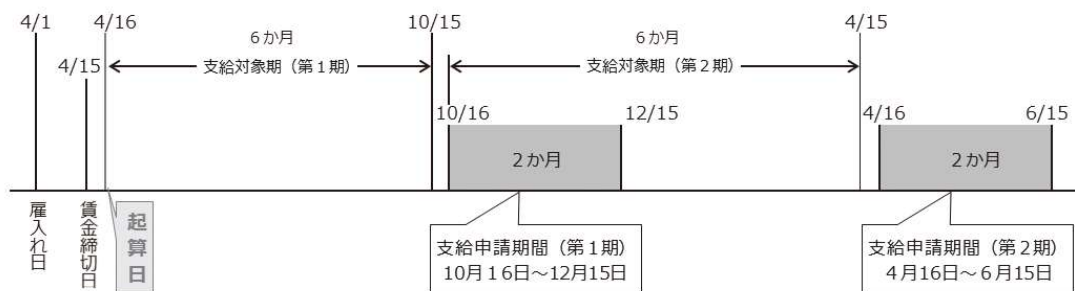 4/1
4/16
10/15
4/15
6か月
6か月
4/15
支給対象期（第１期）
支給対象期（第２期）
10/16
12/15
4/16
6/15
２か月
２か月
雇入れ日
賃金締切日
起算日
支給申請期間（第１期）
10月16日～12月15日
支給申請期間（第２期）
４月16日～６月15日